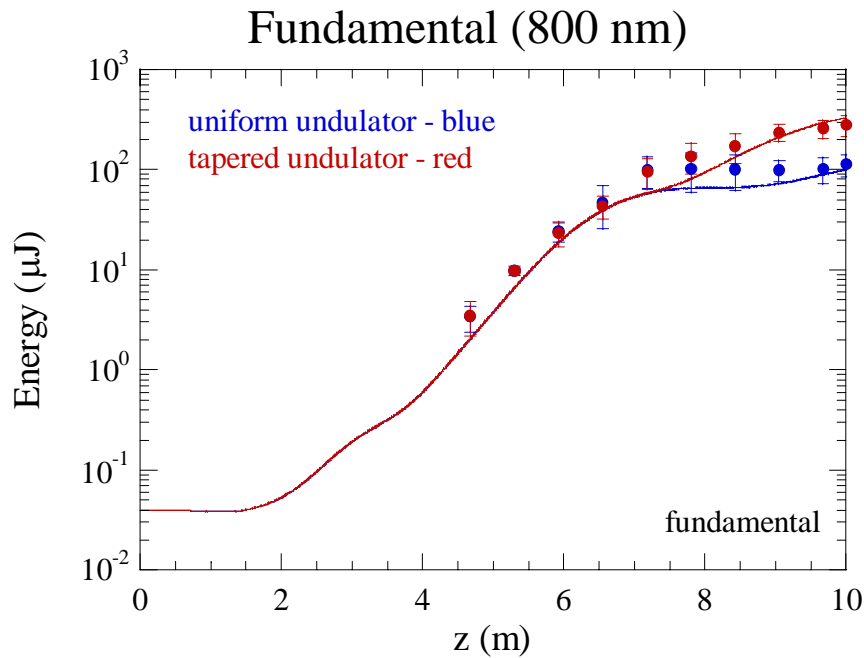 Fundamental (800 nm)
10³
10²
10¹
10⁰
10⁻¹
10⁻²
Energy (μJ)
uniform undulator - blue
tapered undulator - red
fundamental
0 2 4 6 8 10
z (m)